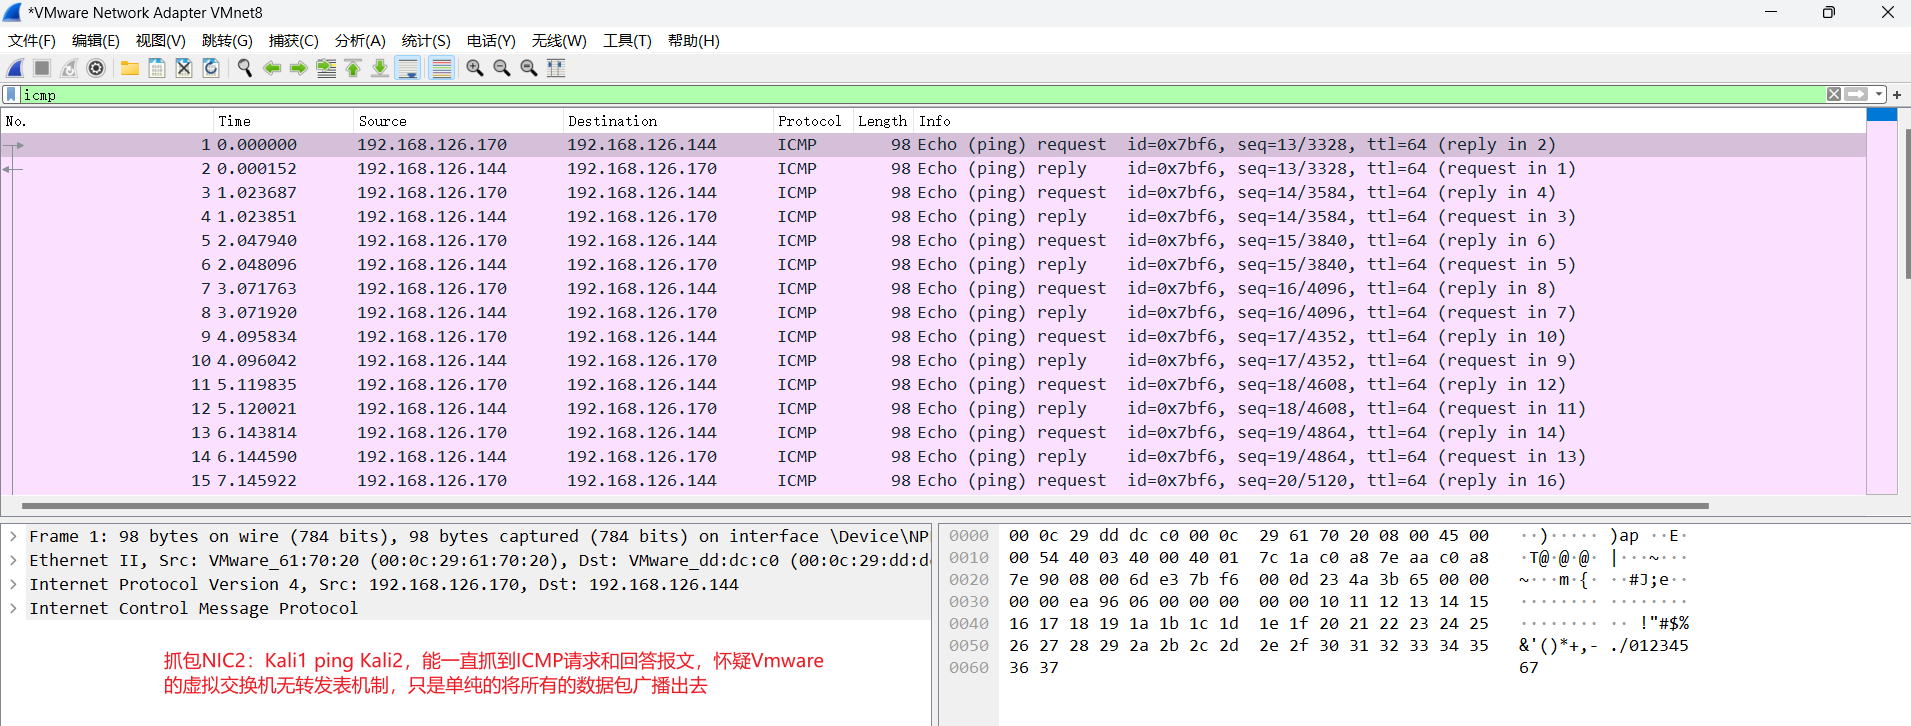 *VMware Network Adapter VMnet8
文件(F) 编辑(E) 视图(V) 跳转(G) 捕获(C) 分析(A) 统计(S) 电话(Y) 无线(W) 工具(T) 帮助(H)
icmp
No. Time Source Destination Protocol Length Info
1 0.000000 192.168.126.170 192.168.126.144 ICMP 98 Echo (ping) request id=0x7bf6, seq=13/3328, ttl=64 (reply in 2)
2 0.000152 192.168.126.144 192.168.126.170 ICMP 98 Echo (ping) reply id=0x7bf6, seq=13/3328, ttl=64 (request in 1)
3 1.023687 192.168.126.170 192.168.126.144 ICMP 98 Echo (ping) request id=0x7bf6, seq=14/3584, ttl=64 (reply in 4)
4 1.023851 192.168.126.144 192.168.126.170 ICMP 98 Echo (ping) reply id=0x7bf6, seq=14/3584, ttl=64 (request in 3)
5 2.047940 192.168.126.170 192.168.126.144 ICMP 98 Echo (ping) request id=0x7bf6, seq=15/3840, ttl=64 (reply in 6)
6 2.048096 192.168.126.144 192.168.126.170 ICMP 98 Echo (ping) reply id=0x7bf6, seq=15/3840, ttl=64 (request in 5)
7 3.071763 192.168.126.170 192.168.126.144 ICMP 98 Echo (ping) request id=0x7bf6, seq=16/4096, ttl=64 (reply in 8)
8 3.071920 192.168.126.144 192.168.126.170 ICMP 98 Echo (ping) reply id=0x7bf6, seq=16/4096, ttl=64 (request in 7)
9 4.095834 192.168.126.170 192.168.126.144 ICMP 98 Echo (ping) request id=0x7bf6, seq=17/4352, ttl=64 (reply in 10)
10 4.096042 192.168.126.144 192.168.126.170 ICMP 98 Echo (ping) reply id=0x7bf6, seq=17/4352, ttl=64 (request in 9)
11 5.119835 192.168.126.170 192.168.126.144 ICMP 98 Echo (ping) request id=0x7bf6, seq=18/4608, ttl=64 (reply in 12)
12 5.120021 192.168.126.144 192.168.126.170 ICMP 98 Echo (ping) reply id=0x7bf6, seq=18/4608, ttl=64 (request in 11)
13 6.143814 192.168.126.170 192.168.126.144 ICMP 98 Echo (ping) request id=0x7bf6, seq=19/4864, ttl=64 (reply in 14)
14 6.144590 192.168.126.144 192.168.126.170 ICMP 98 Echo (ping) reply id=0x7bf6, seq=19/4864, ttl=64 (request in 13)
15 7.145922 192.168.126.170 192.168.126.144 ICMP 98 Echo (ping) request id=0x7bf6, seq=20/5120, ttl=64 (reply in 16)
Frame 1: 98 bytes on wire (784 bits), 98 bytes captured (784 bits) on interface \Device\NP
Ethernet II, Src: VMware_61:70:20 (00:0c:29:61:70:20), Dst: VMware_dd:dc:c0 (00:0c:29:dd:d
Internet Protocol Version 4, Src: 192.168.126.170, Dst: 192.168.126.144
Internet Control Message Protocol
抓包NIC2：Kali1 ping Kali2，能一直抓到ICMP请求和回答报文，怀疑Vmware
的虚拟交换机无转发表机制，只是单纯的将所有的数据包广播出去
0000 00 0c 29 dd dc c0 00 0c 29 61 70 20 08 00 45 00 ··)····· )ap ··E·
0010 00 54 40 03 40 00 40 01 7c 1a c0 a8 7e aa c0 a8 ·T@·@·@· |···~···
0020 7e 90 08 00 6d e3 7b f6 00 0d 23 4a 3b 65 00 00 ~···m·{· ··#J;e··
0030 00 00 ea 96 06 00 00 00 00 00 10 11 12 13 14 15 ········ ········
0040 16 17 18 19 1a 1b 1c 1d 1e 1f 20 21 22 23 24 25 ········ ·· !"#$%
0050 26 27 28 29 2a 2b 2c 2d 2e 2f 30 31 32 33 34 35 &'()*+,- ./012345
0060 36 37 67